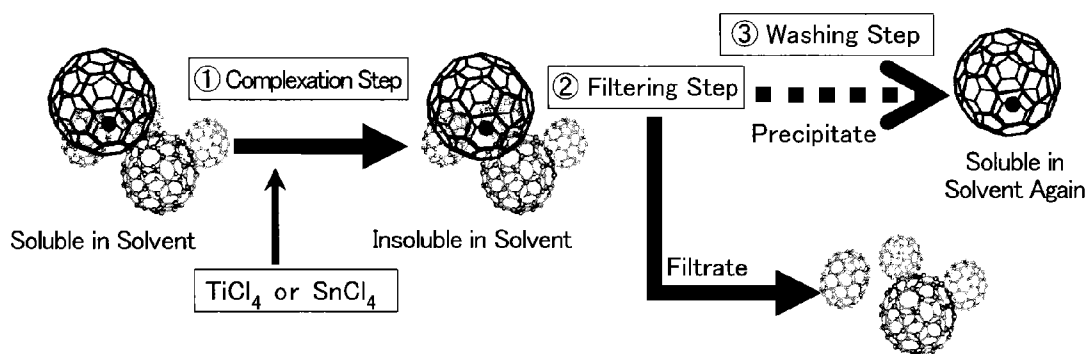 ① Complexation Step
② Filtering Step
③ Washing Step
Precipitate
Soluble in Solvent
Insoluble in Solvent
Soluble in
Solvent Again
TiCl₄ or SnCl₄
Filtrate